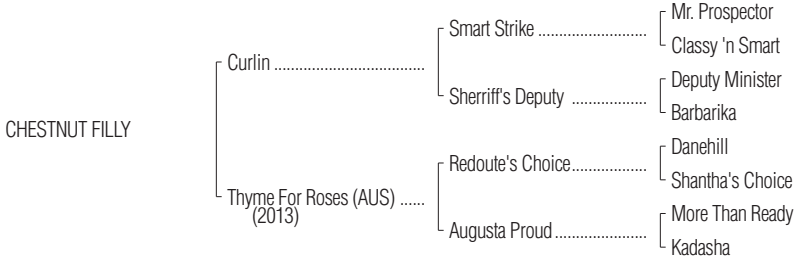 Mr. Prospector
Smart Strike ..........................
Classy 'n Smart
Curlin ....................................
Deputy Minister
Sherriff's Deputy ..................
Barbarika
CHESTNUT FILLY
Danehill
Redoute's Choice..................
Shantha's Choice
Thyme For Roses (AUS) ......
(2013)
More Than Ready
Augusta Proud......................
Kadasha